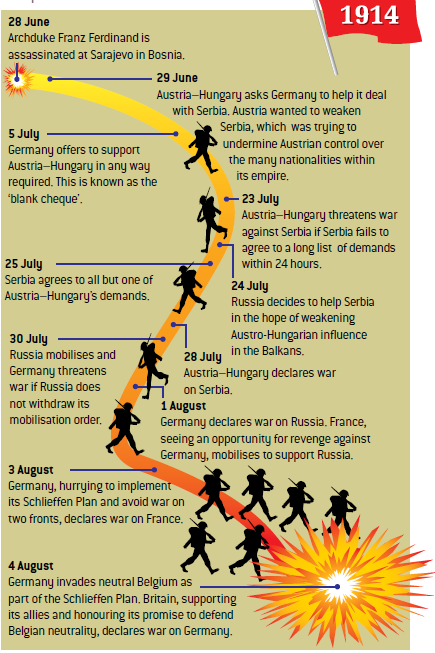 1914
28 June
Archduke Franz Ferdinand is
assassinated at Sarajevo in Bosnia.
29 June
Austria–Hungary asks Germany to help it deal
with Serbia. Austria wanted to weaken
Serbia, which was trying to
undermine Austrian control over
the many nationalities within
its empire.
5 July
Germany offers to support
Austria–Hungary in any way
required. This is known as the
‘blank cheque’.
23 July
Austria–Hungary threatens war
against Serbia if Serbia fails to
agree to a long list of demands
within 24 hours.
24 July
Russia decides to help Serbia
in the hope of weakening
Austro-Hungarian influence
in the Balkans.
25 July
Serbia agrees to all but one of
Austria–Hungary’s demands.
28 July
Austria–Hungary declares war
on Serbia.
30 July
Russia mobilises and
Germany threatens
war if Russia does
not withdraw its
mobilisation order.
1 August
Germany declares war on Russia. France,
seeing an opportunity for revenge against
Germany, mobilises to support Russia.
3 August
Germany, hurrying to implement
its Schlieffen Plan and avoid war on
two fronts, declares war on France.
4 August
Germany invades neutral Belgium as
part of the Schlieffen Plan. Britain, supporting
its allies and honouring its promise to defend
Belgian neutrality, declares war on Germany.